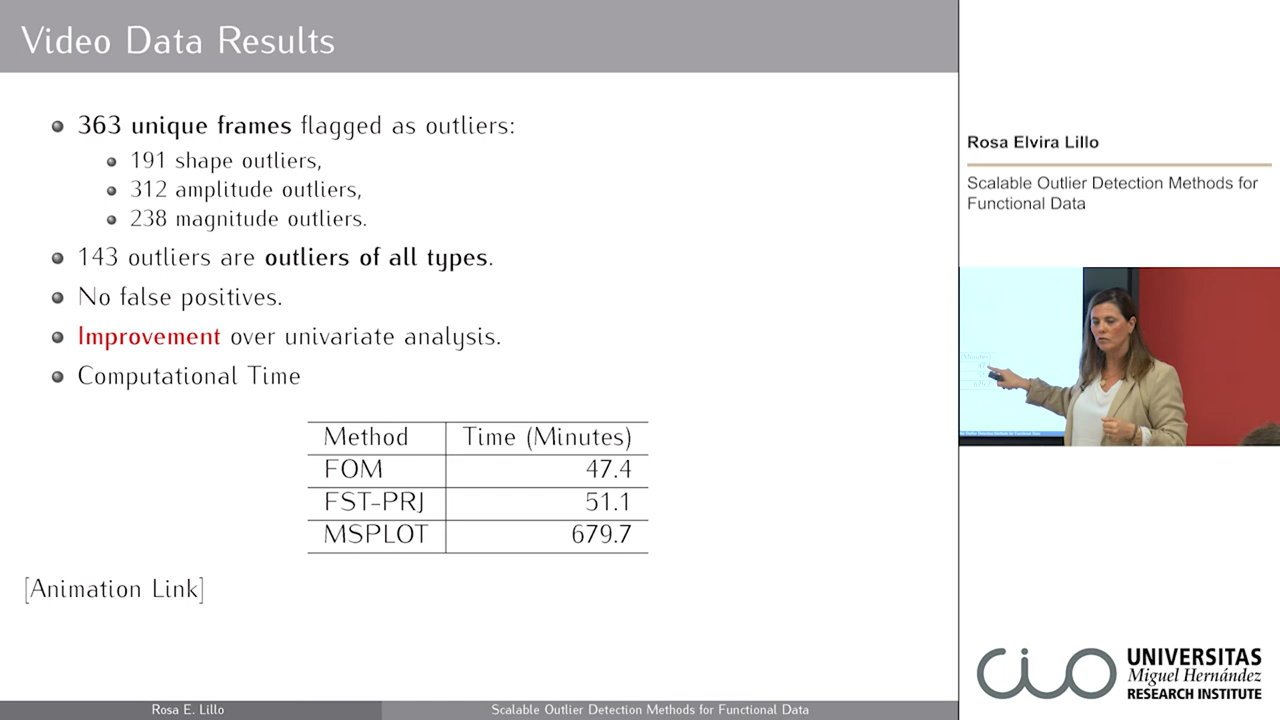 Video Data Results
363 unique frames flagged as outliers:
191 shape outliers,
312 amplitude outliers,
238 magnitude outliers.
143 outliers are outliers of all types.
No false positives.
Improvement over univariate analysis.
Computational Time
Method Time (Minutes)
FOM 47.4
FST-PRJ 51.1
MSPLOT 679.7
[Animation Link]
Rosa E. Lillo
Scalable Outlier Detection Methods for Functional Data
Rosa Elvira Lillo
Scalable Outlier Detection Methods for
Functional Data
(Minutes)
CIO
UNIVERSITAS
Miguel Hernández
RESEARCH INSTITUTE